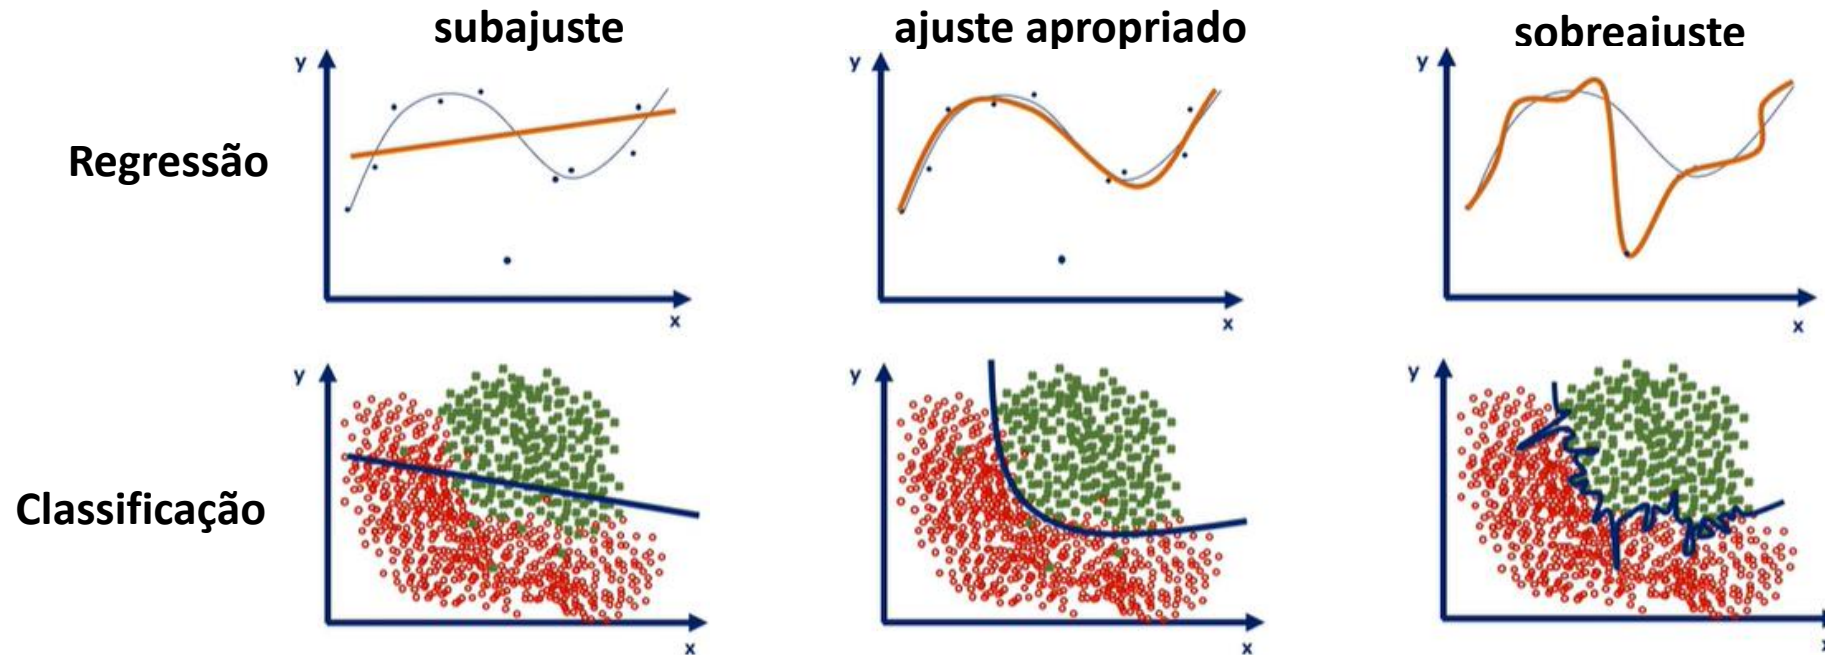 subajuste
ajuste apropriado
sobreajuste
Regressão
y
x
y
x
y
x
Classificação
y
x
y
x
y
x